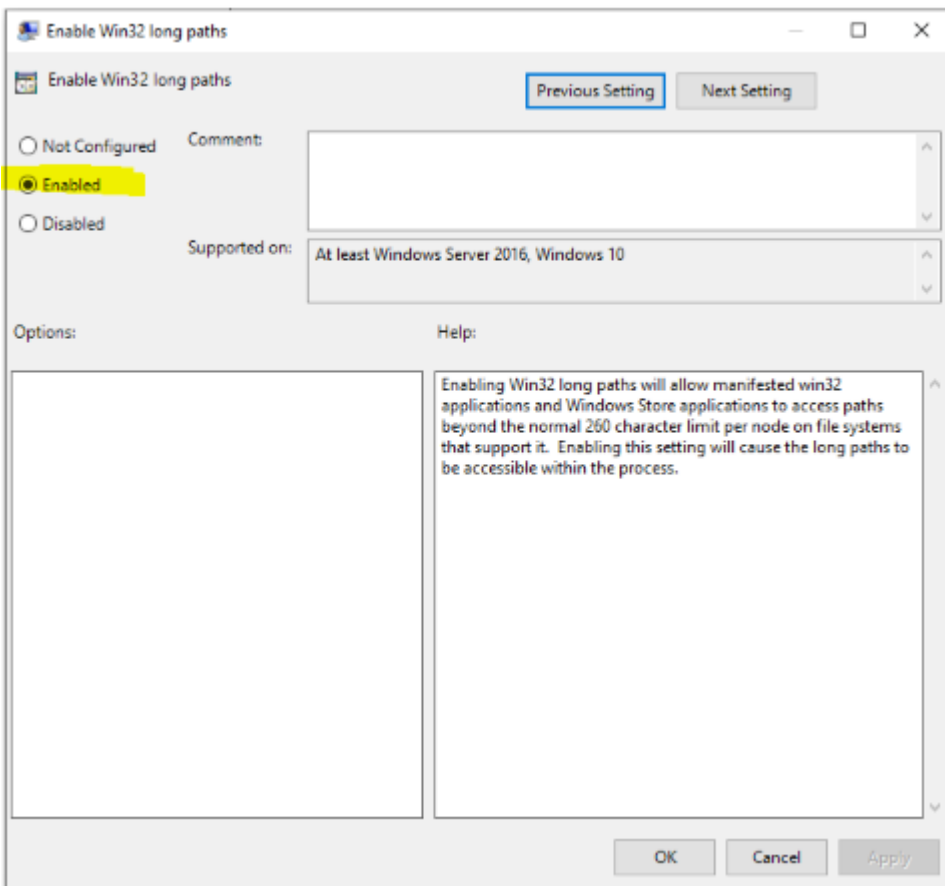 Enable Win32 long paths
Enable Win32 long paths
Previous Setting
Next Setting
Not Configured
Comment:
Enabled
Disabled
Supported on:
At least Windows Server 2016, Windows 10
Options:
Help:
Enabling Win32 long paths will allow manifested win32
applications and Windows Store applications to access paths
beyond the normal 260 character limit per node on file systems
that support it.  Enabling this setting will cause the long paths to
be accessible within the process.
OK
Cancel
Apply